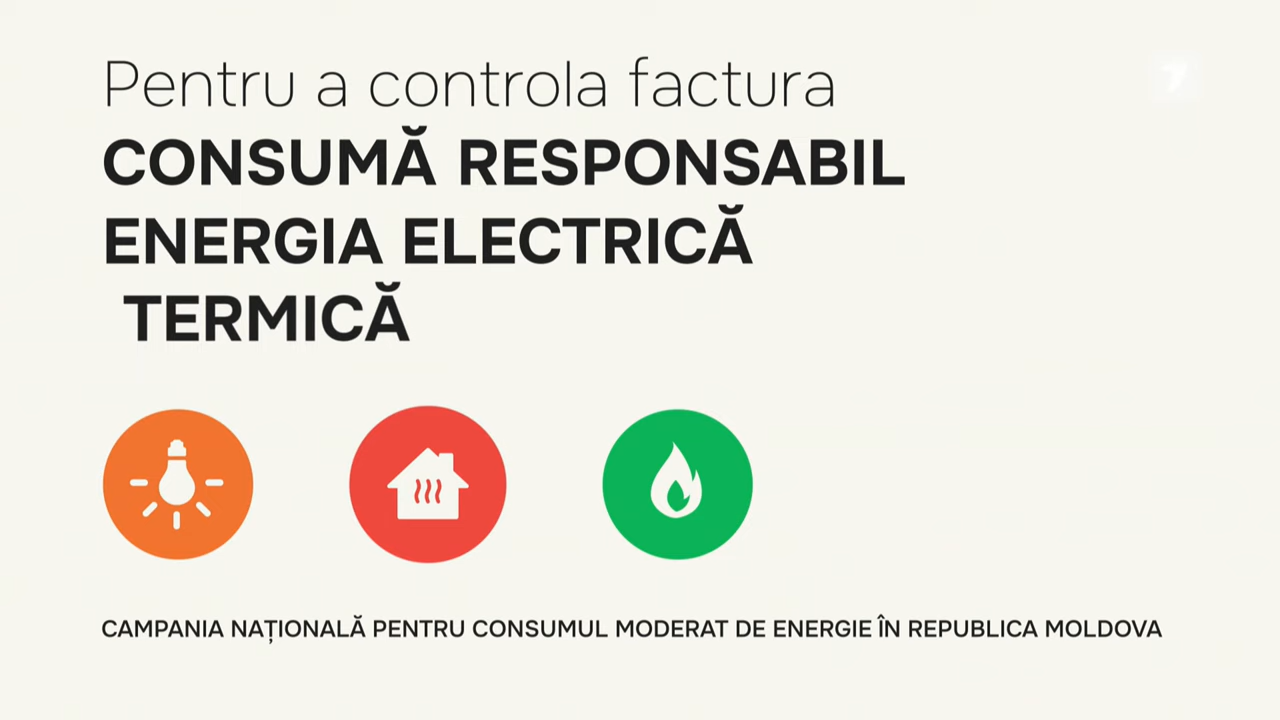 Pentru a controla factura
CONSUMĂ RESPONSABIL
ENERGIA ELECTRICĂ
TERMICĂ
CAMPANIA NAȚIONALĂ PENTRU CONSUMUL MODERAT DE ENERGIE ÎN REPUBLICA MOLDOVA